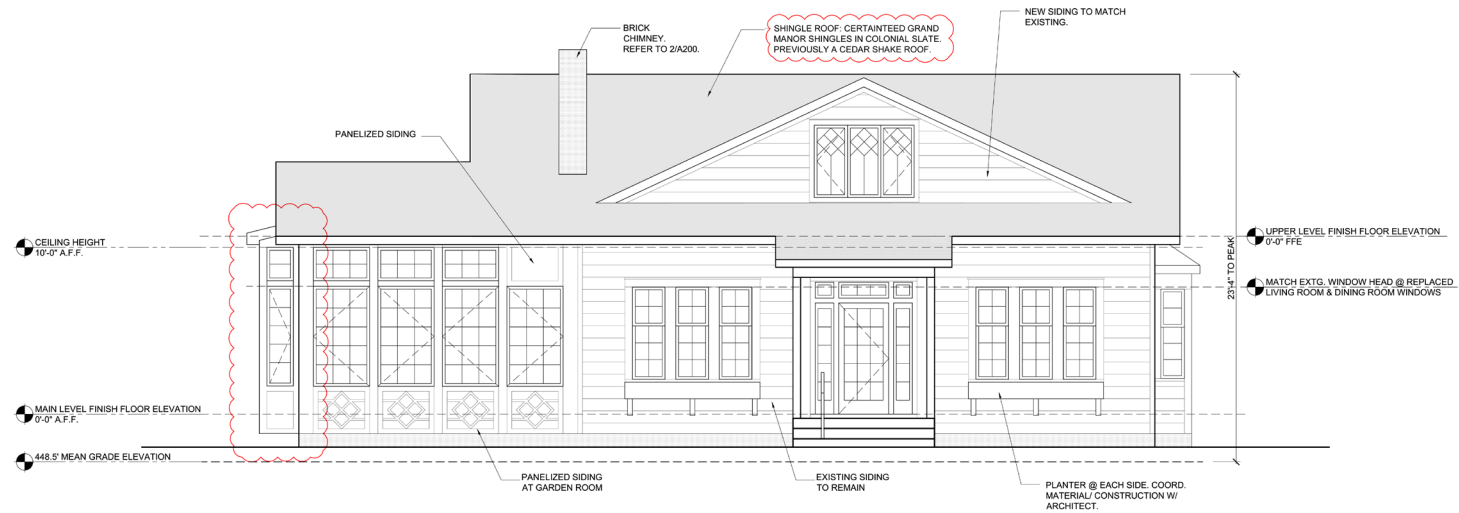 NEW SIDING TO MATCH
EXISTING.
BRICK
CHIMNEY.
REFER TO 2/A200.
SHINGLE ROOF: CERTAINTEED GRAND
MANOR SHINGLES IN COLONIAL SLATE.
PREVIOUSLY A CEDAR SHAKE ROOF.
PANELIZED SIDING
CEILING HEIGHT
10'-0" A.F.F.
UPPER LEVEL FINISH FLOOR ELEVATION
0'-0" FFE
23'-4" TO PEAK
MATCH EXTG. WINDOW HEAD @ REPLACED
LIVING ROOM & DINING ROOM WINDOWS
MAIN LEVEL FINISH FLOOR ELEVATION
0'-0" A.F.F.
448.5' MEAN GRADE ELEVATION
PANELIZED SIDING
AT GARDEN ROOM
EXISTING SIDING
TO REMAIN
PLANTER @ EACH SIDE. COORD.
MATERIAL/ CONSTRUCTION W/
ARCHITECT.